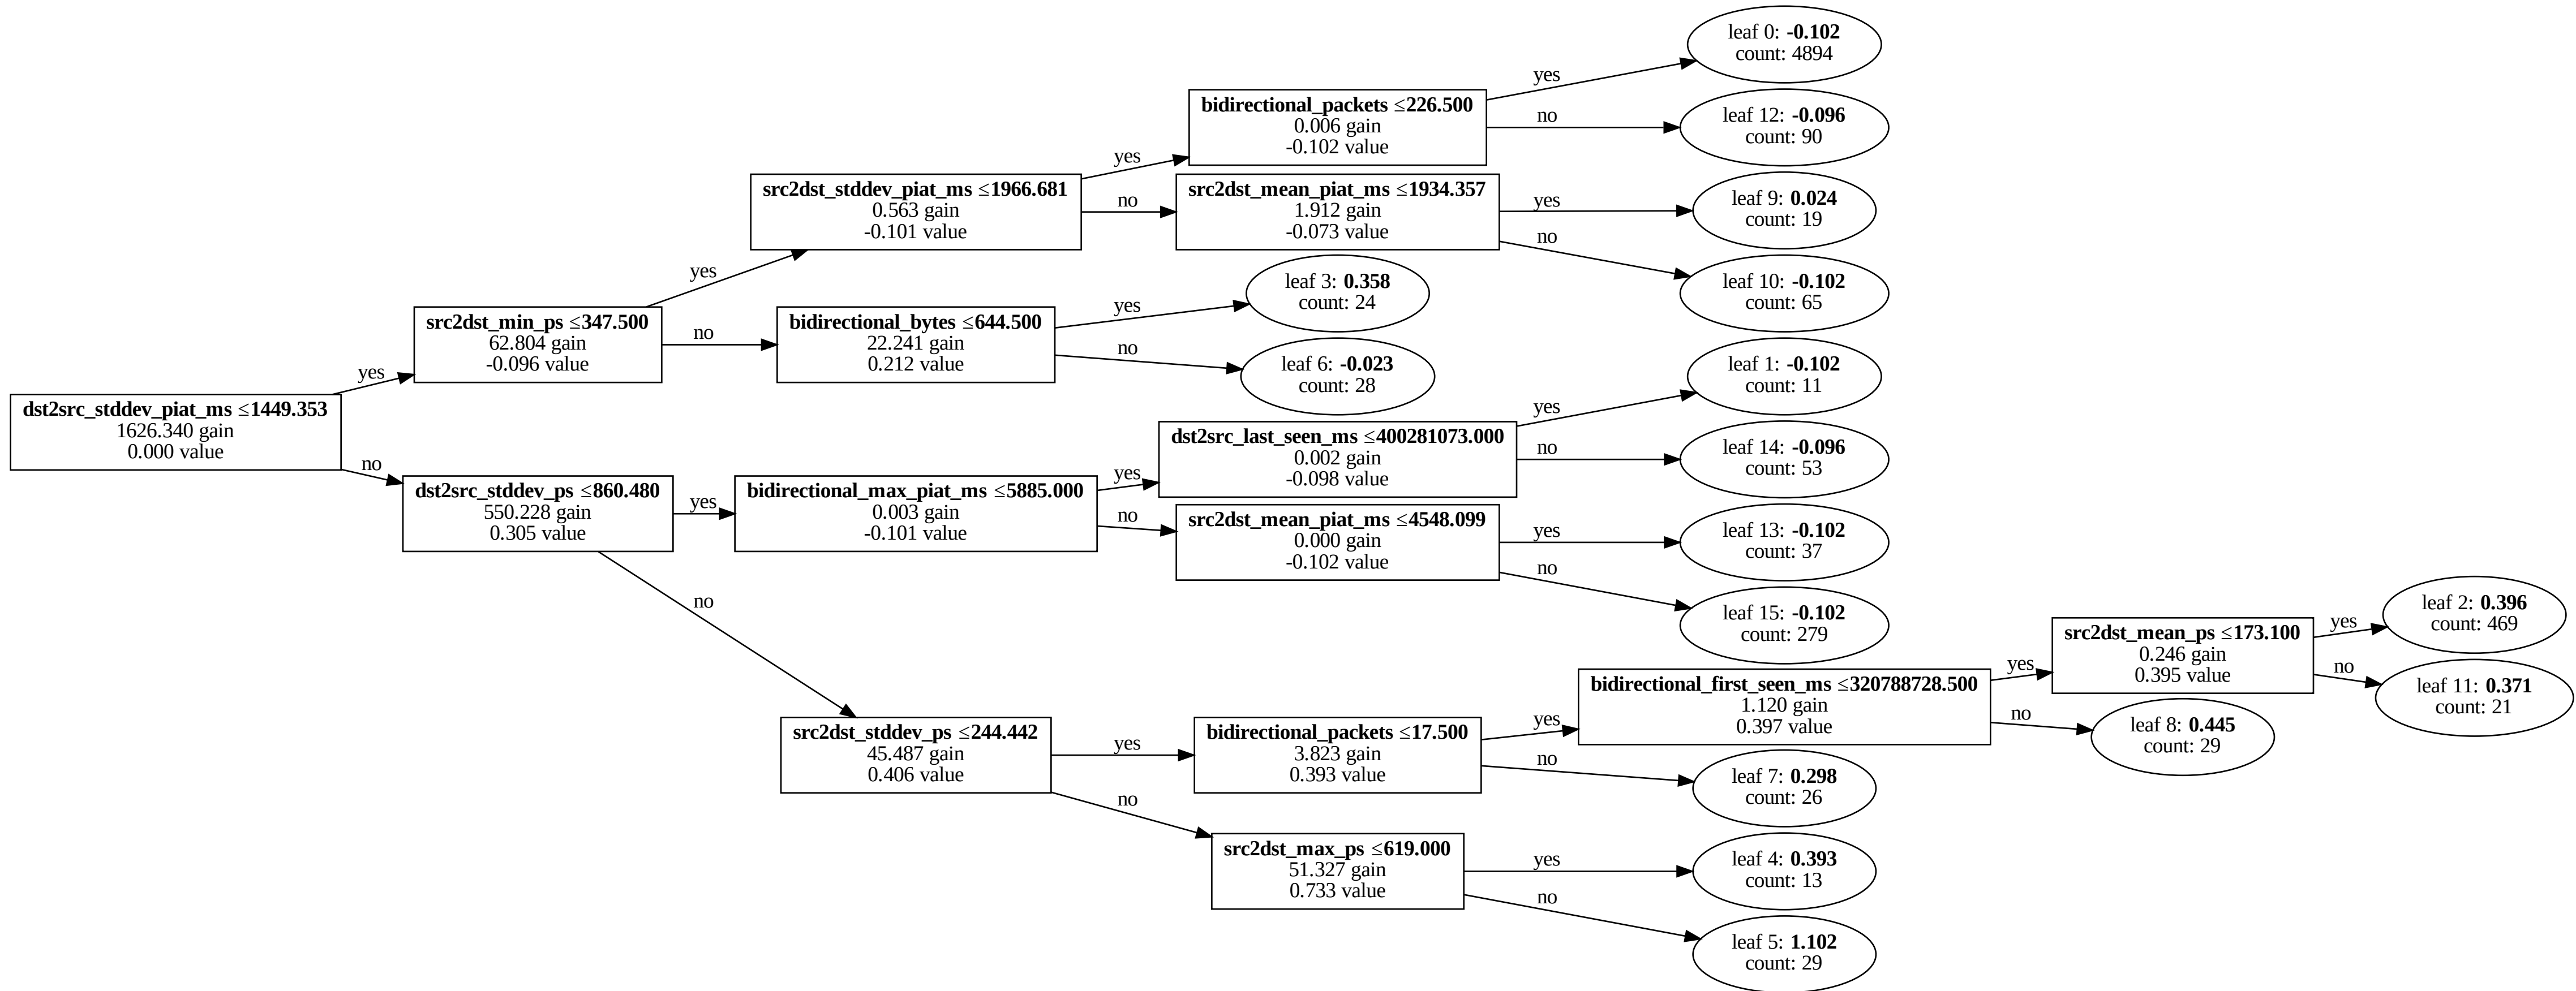 dst2src_stddev_piat_ms ≤1449.353
1626.340 gain
0.000 value
yes
no
src2dst_min_ps ≤347.500
62.804 gain
-0.096 value
yes
no
dst2src_stddev_ps ≤860.480
550.228 gain
0.305 value
yes
no
src2dst_stddev_piat_ms ≤1966.681
0.563 gain
-0.101 value
yes
no
bidirectional_bytes ≤644.500
22.241 gain
0.212 value
yes
no
bidirectional_max_piat_ms ≤5885.000
0.003 gain
-0.101 value
yes
no
src2dst_stddev_ps ≤244.442
45.487 gain
0.406 value
yes
no
bidirectional_packets ≤226.500
0.006 gain
-0.102 value
yes
no
src2dst_mean_piat_ms ≤1934.357
1.912 gain
-0.073 value
yes
no
leaf 3: 0.358
count: 24
leaf 6: -0.023
count: 28
dst2src_last_seen_ms ≤400281073.000
0.002 gain
-0.098 value
yes
no
src2dst_mean_piat_ms ≤4548.099
0.000 gain
-0.102 value
yes
no
bidirectional_packets ≤17.500
3.823 gain
0.393 value
yes
no
src2dst_max_ps ≤619.000
51.327 gain
0.733 value
yes
no
leaf 0: -0.102
count: 4894
leaf 12: -0.096
count: 90
leaf 9: 0.024
count: 19
leaf 10: -0.102
count: 65
leaf 1: -0.102
count: 11
leaf 14: -0.096
count: 53
leaf 13: -0.102
count: 37
leaf 15: -0.102
count: 279
bidirectional_first_seen_ms ≤320788728.500
1.120 gain
0.397 value
yes
no
leaf 7: 0.298
count: 26
leaf 4: 0.393
count: 13
leaf 5: 1.102
count: 29
src2dst_mean_ps ≤173.100
0.246 gain
0.395 value
yes
no
leaf 8: 0.445
count: 29
leaf 2: 0.396
count: 469
leaf 11: 0.371
count: 21